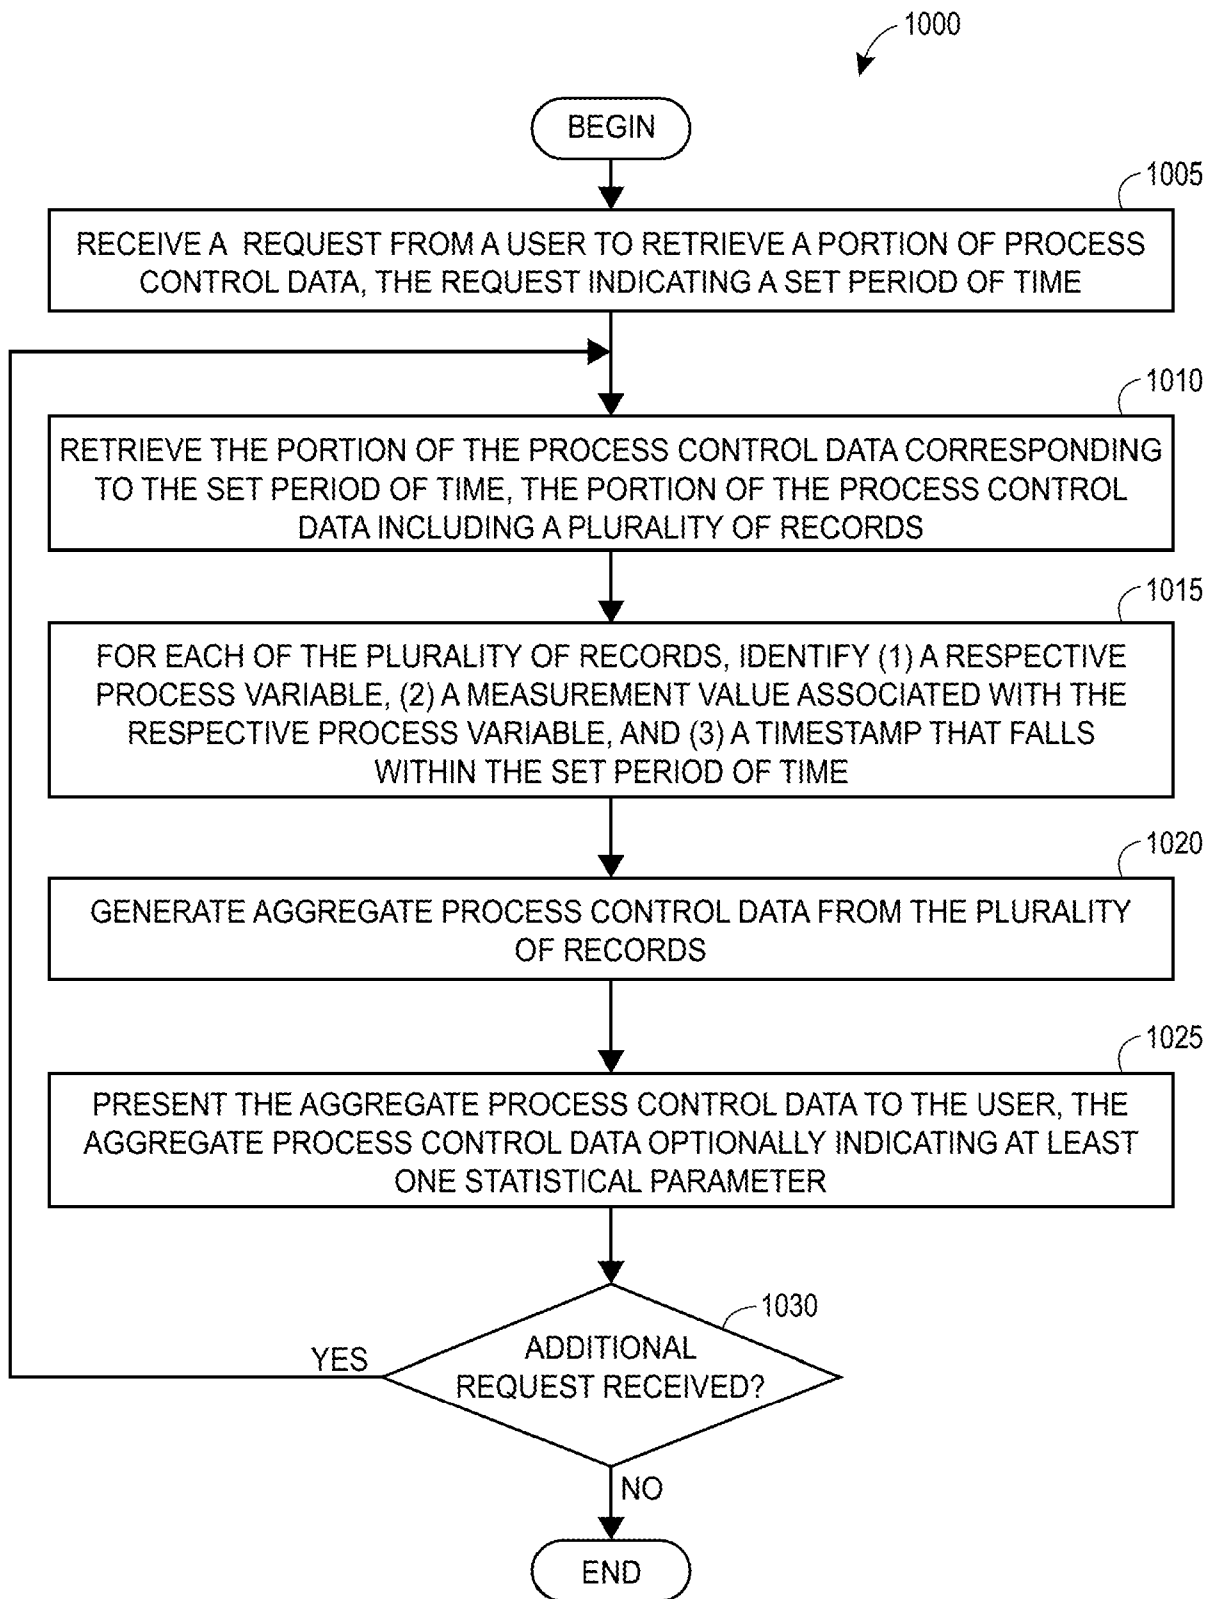 1000
BEGIN
1005
RECEIVE A REQUEST FROM A USER TO RETRIEVE A PORTION OF PROCESS
CONTROL DATA, THE REQUEST INDICATING A SET PERIOD OF TIME
1010
RETRIEVE THE PORTION OF THE PROCESS CONTROL DATA CORRESPONDING
TO THE SET PERIOD OF TIME, THE PORTION OF THE PROCESS CONTROL
DATA INCLUDING A PLURALITY OF RECORDS
1015
FOR EACH OF THE PLURALITY OF RECORDS, IDENTIFY (1) A RESPECTIVE
PROCESS VARIABLE, (2) A MEASUREMENT VALUE ASSOCIATED WITH THE
RESPECTIVE PROCESS VARIABLE, AND (3) A TIMESTAMP THAT FALLS
WITHIN THE SET PERIOD OF TIME
1020
GENERATE AGGREGATE PROCESS CONTROL DATA FROM THE PLURALITY
OF RECORDS
1025
PRESENT THE AGGREGATE PROCESS CONTROL DATA TO THE USER, THE
AGGREGATE PROCESS CONTROL DATA OPTIONALLY INDICATING AT LEAST
ONE STATISTICAL PARAMETER
1030
ADDITIONAL
REQUEST RECEIVED?
YES
NO
END